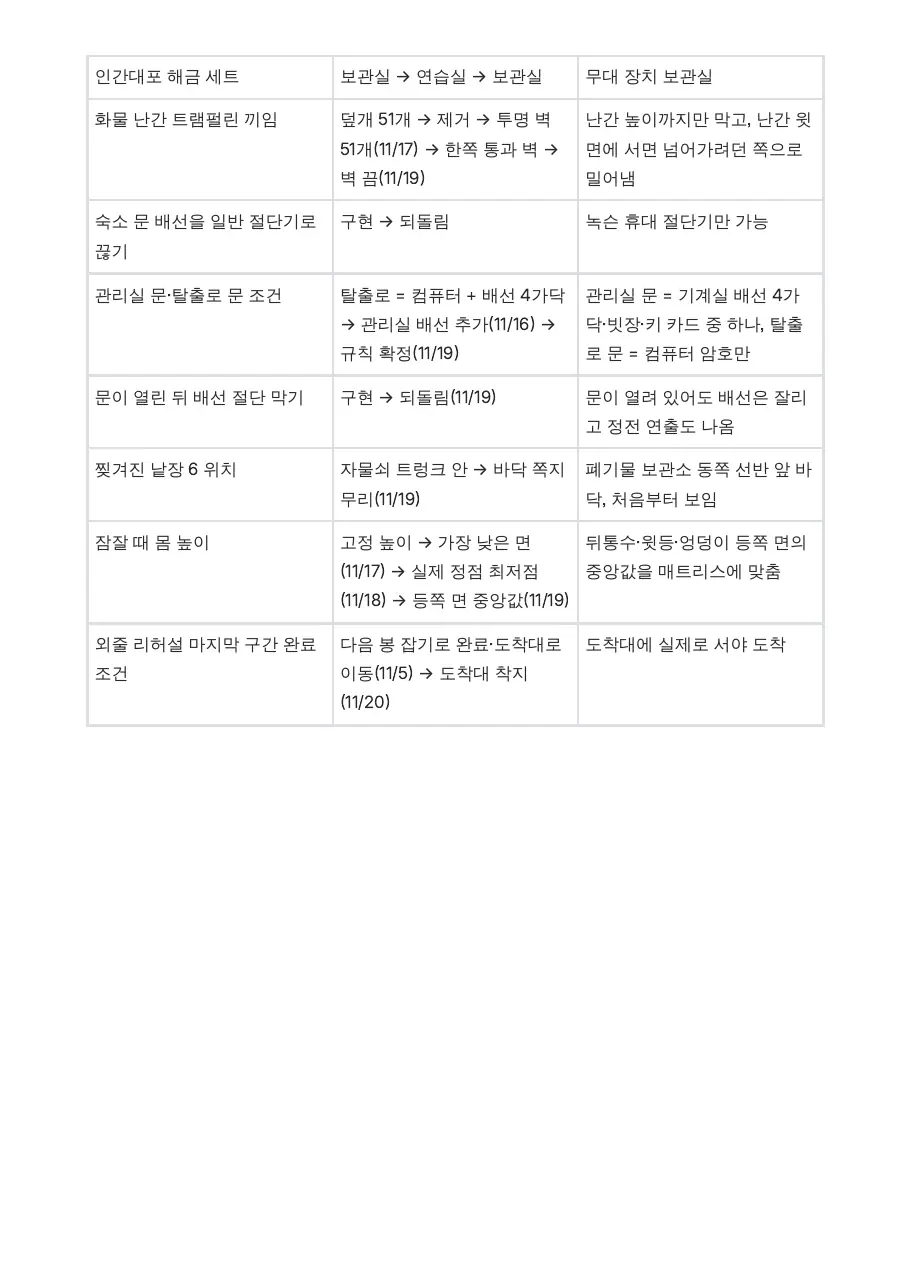 인간대포 해금 세트
보관실 → 연습실 → 보관실
무대 장치 보관실
화물 난간 트램펄린 끼임
덮개 51개 → 제거 → 투명 벽
51개(11/17) → 한쪽 통과 벽 →
벽 끔(11/19)
난간 높이까지만 막고, 난간 윗
면에 서면 넘어가려던 쪽으로
밀어냄
숙소 문 배선을 일반 절단기로
끊기
구현 → 되돌림
녹슨 휴대 절단기만 가능
관리실 문·탈출로 문 조건
탈출로 = 컴퓨터 + 배선 4가닥
→ 관리실 배선 추가(11/16) →
규칙 확정(11/19)
관리실 문 = 기계실 배선 4가
닥·빗장·키 카드 중 하나, 탈출
로 문 = 컴퓨터 암호만
문이 열린 뒤 배선 절단 막기
구현 → 되돌림(11/19)
문이 열려 있어도 배선은 잘리
고 정전 연출도 나옴
찢겨진 낱장 6 위치
자물쇠 트렁크 안 → 바닥 쪽지
무리(11/19)
폐기물 보관소 동쪽 선반 앞 바
닥, 처음부터 보임
잠잘 때 몸 높이
고정 높이 → 가장 낮은 면
(11/17) → 실제 정점 최저점
(11/18) → 등쪽 면 중앙값(11/19)
뒤통수·윗등·엉덩이 등쪽 면의
중앙값을 매트리스에 맞춤
외줄 리허설 마지막 구간 완료
조건
다음 봉 잡기로 완료·도착대로
이동(11/5) → 도착대 착지
(11/20)
도착대에 실제로 서야 도착